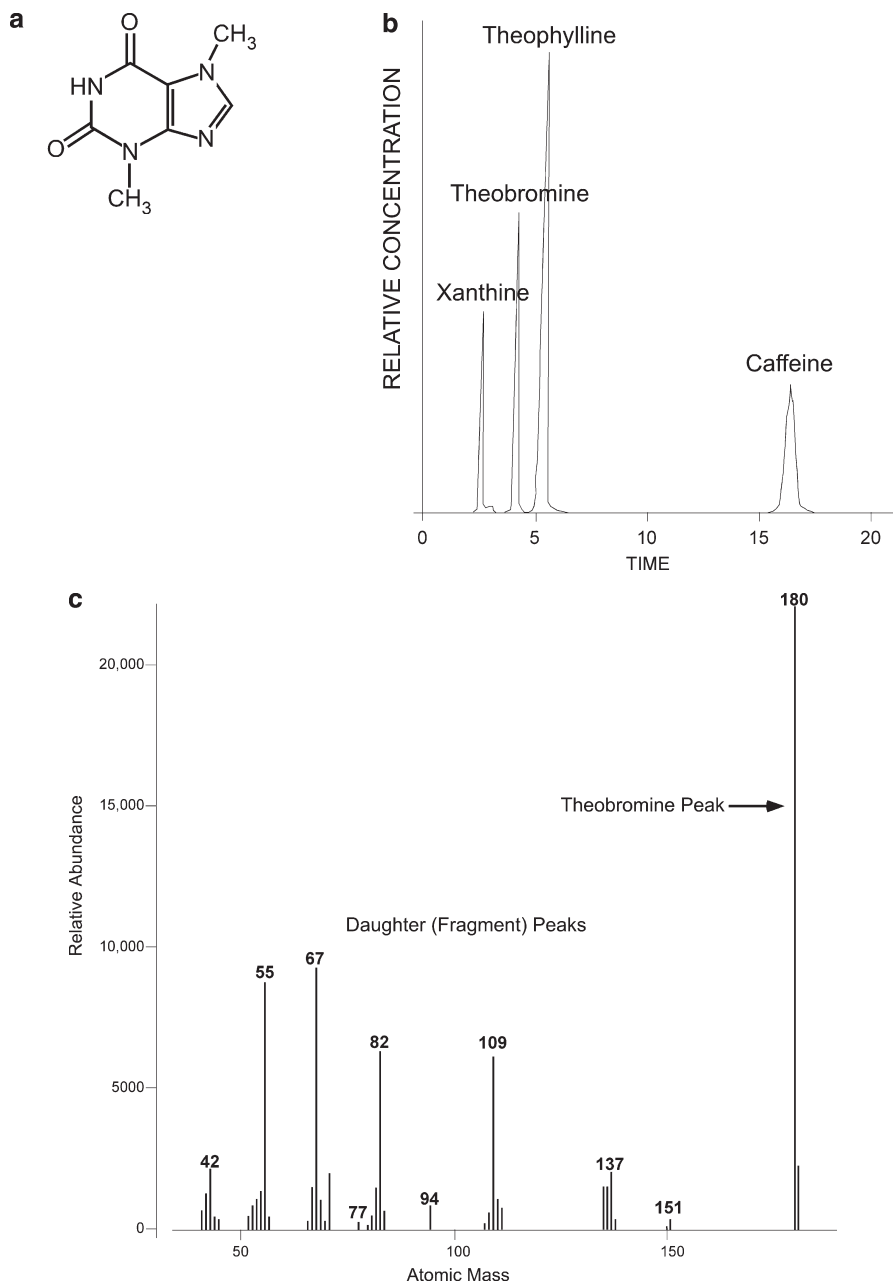 a
O
CH3
N
HN
O
N
N
CH3
b
RELATIVE CONCENTRATION
Theophylline
Theobromine
Xanthine
Caffeine
0 5 10 15 20
TIME
c
Relative Abundance
20,000
15,000
10,000
5000
0
180
Theobromine Peak
Daughter (Fragment) Peaks
42
55
67
77
82
94
109
137
151
50 100 150
Atomic Mass